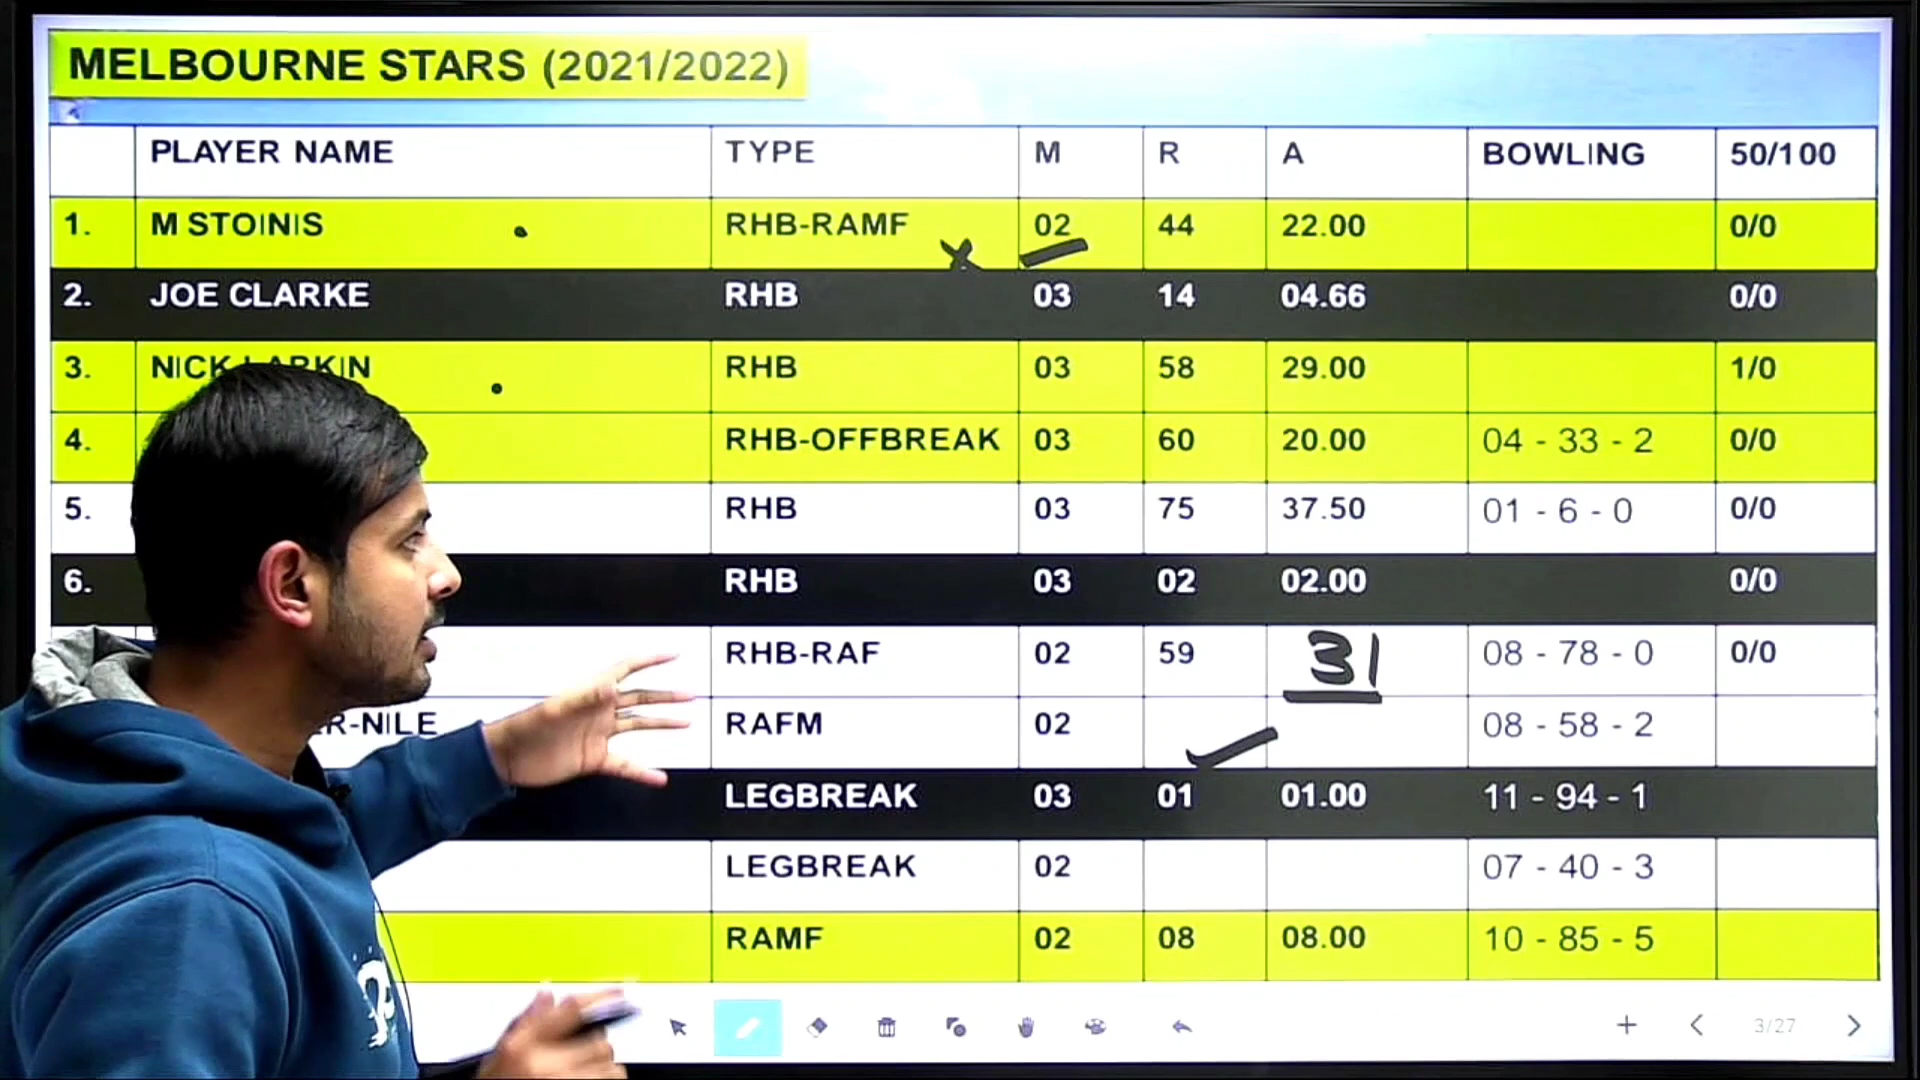 MELBOURNE STARS (2021/2022)
PLAYER NAME TYPE M R A BOWLING 50/100
1. M STOINIS RHB-RAMF 02 44 22.00 0/0
2. JOE CLARKE RHB 03 14 04.66 0/0
3. NICK LARKIN RHB 03 58 29.00 1/0
4. RHB-OFFBREAK 03 60 20.00 04 - 33 - 2 0/0
5. RHB 03 75 37.50 01 - 6 - 0 0/0
6. RHB 03 02 02.00 0/0
RHB-RAF 02 59 31 08 - 78 - 0 0/0
R-NILE RAFM 02 08 - 58 - 2
LEGBREAK 03 01 01.00 11 - 94 - 1
LEGBREAK 02 07 - 40 - 3
RAMF 02 08 08.00 10 - 85 - 5
3/27